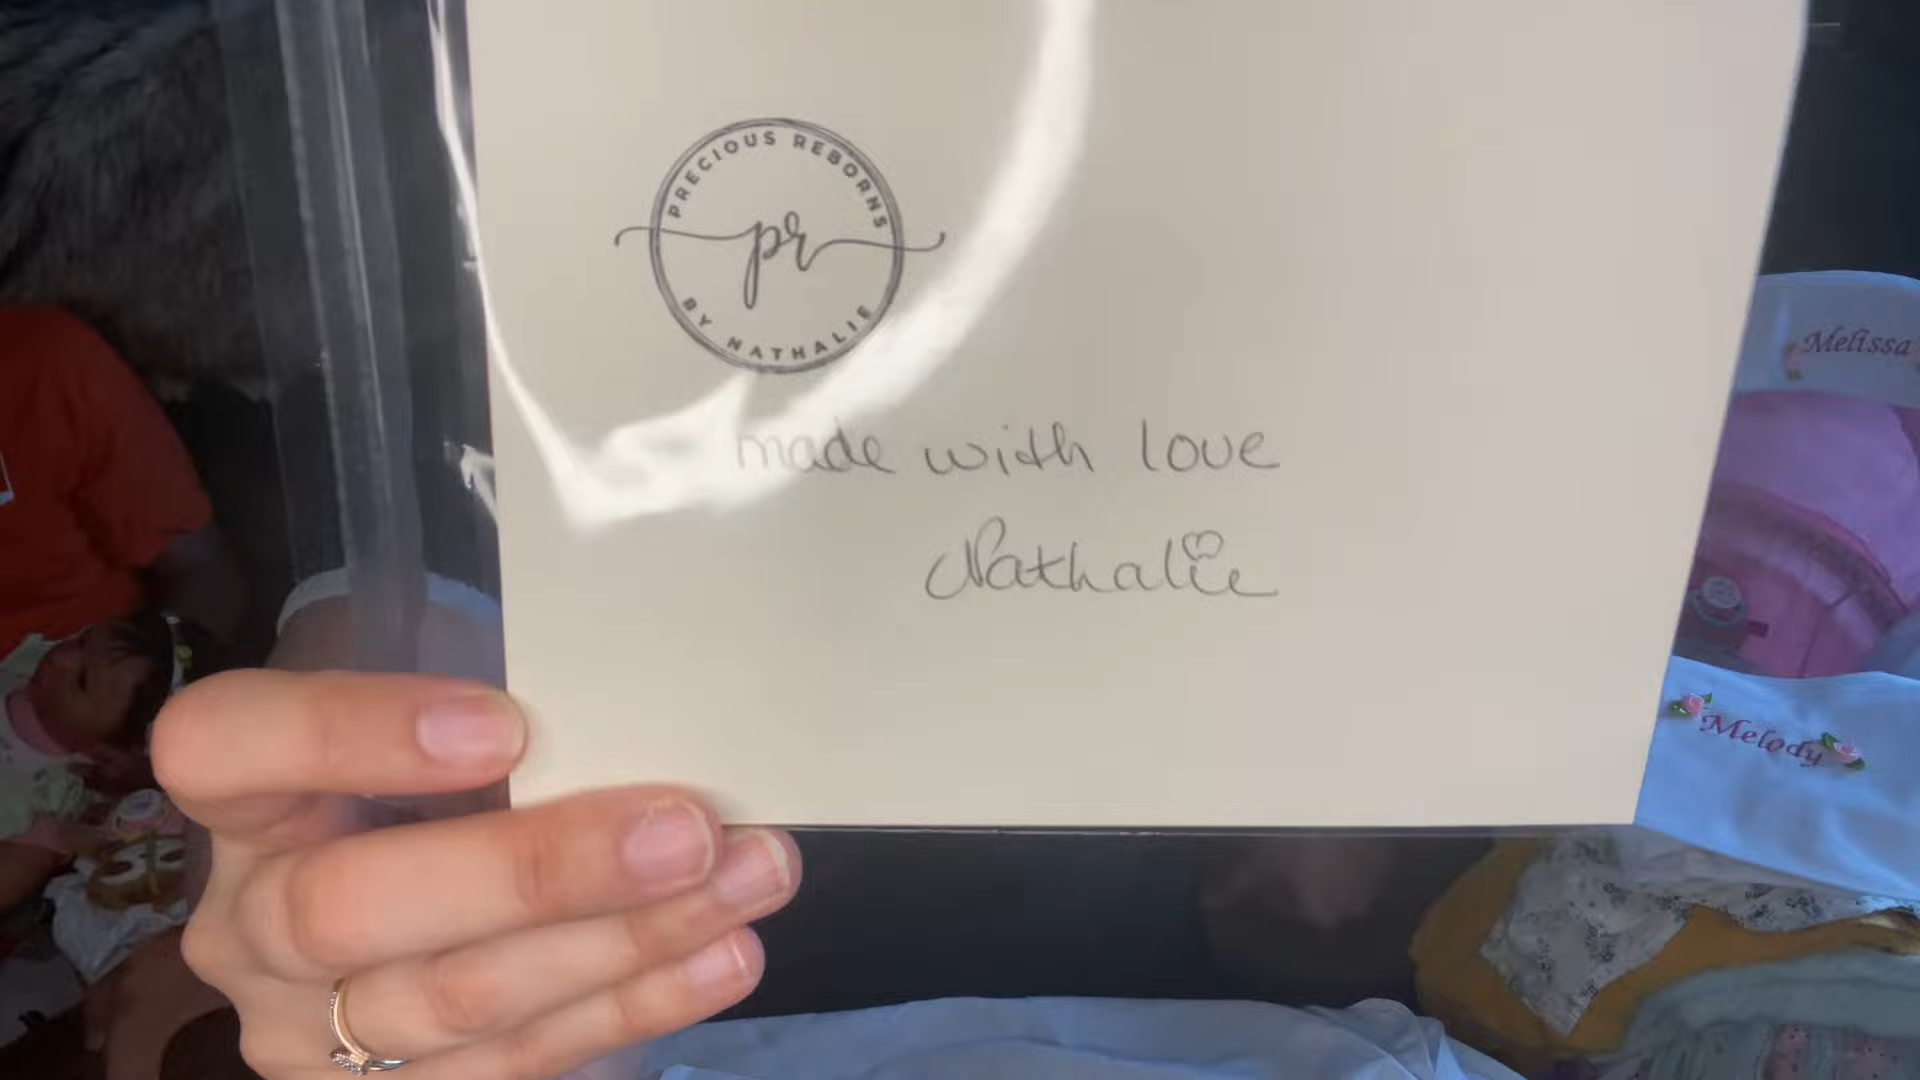 PRECIOUS REBORNS
pr
BY NATHALIE
made with love
Nathalie
Melissa
Melody